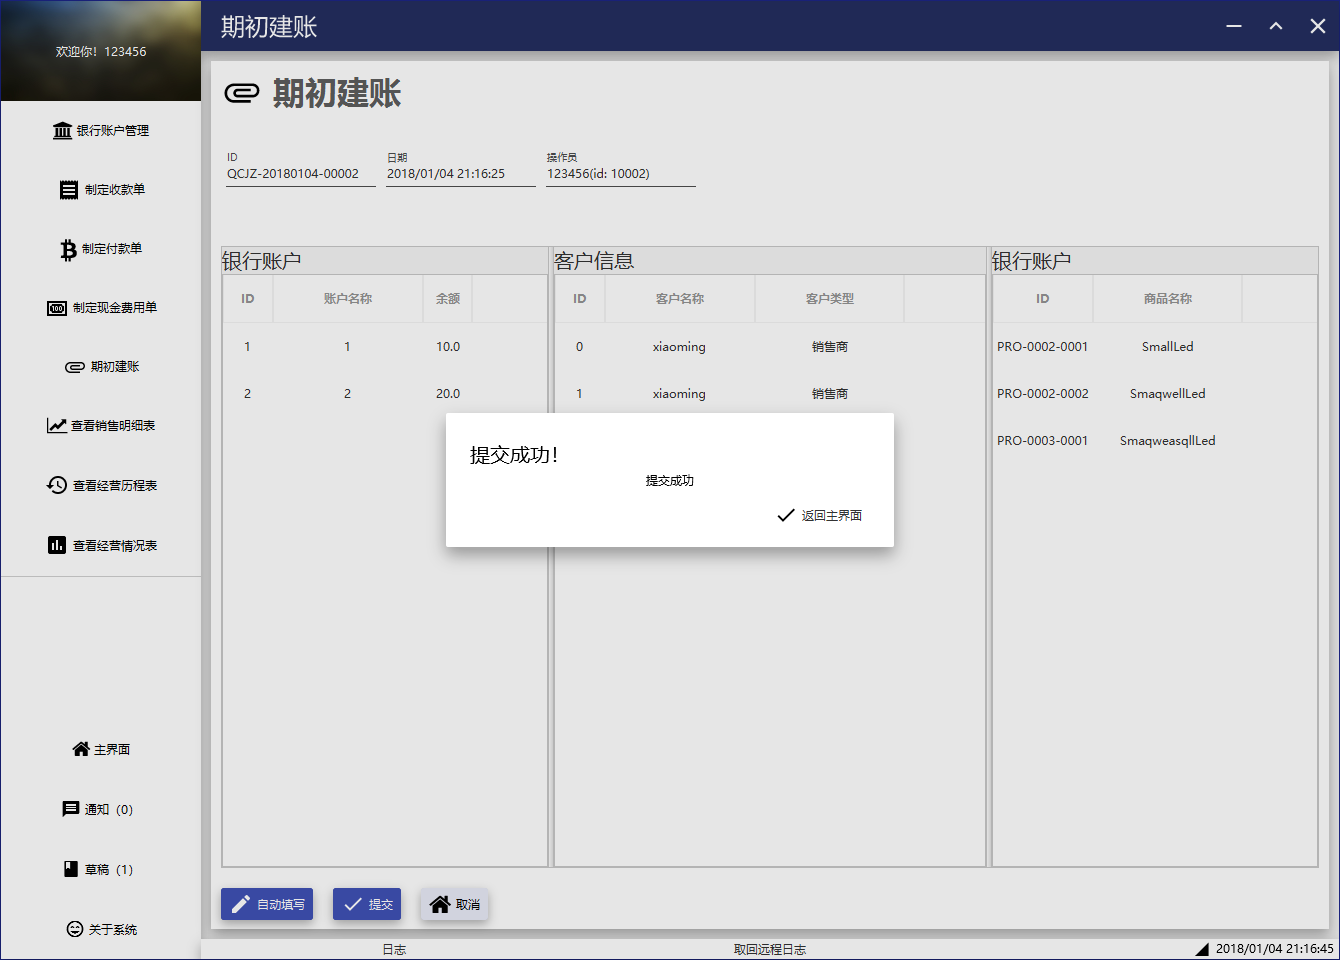 欢迎你！123456
期初建账
银行账户管理
制定收款单
制定付款单
制定现金费用单
期初建账
查看销售明细表
查看经营历程表
查看经营情况表
主界面
通知（0）
草稿（1）
关于系统
期初建账
ID 日期 操作员
QCJZ-20180104-00002 2018/01/04 21:16:25 123456(id: 10002)
银行账户
ID 账户名称 余额
1 1 10.0
2 2 20.0
客户信息
ID 客户名称 客户类型
0 xiaoming 销售商
1 xiaoming 销售商
银行账户
ID 商品名称
PRO-0002-0001 SmallLed
PRO-0002-0002 SmaqwellLed
PRO-0003-0001 SmaqweasqllLed
提交成功！
提交成功
返回主界面
自动填写 提交 取消
日志 取回远程日志 2018/01/04 21:16:45